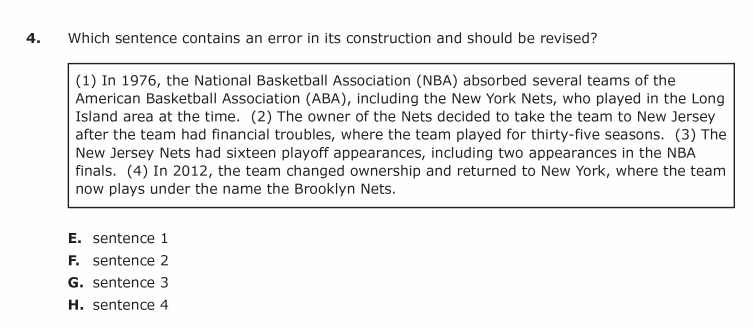 4. Which sentence contains an error in its construction and should be revised?
(1) In 1976, the National Basketball Association (NBA) absorbed several teams of the
American Basketball Association (ABA), including the New York Nets, who played in the Long
Island area at the time.  (2) The owner of the Nets decided to take the team to New Jersey
after the team had financial troubles, where the team played for thirty-five seasons.  (3) The
New Jersey Nets had sixteen playoff appearances, including two appearances in the NBA
finals.  (4) In 2012, the team changed ownership and returned to New York, where the team
now plays under the name the Brooklyn Nets.
E. sentence 1
F. sentence 2
G. sentence 3
H. sentence 4